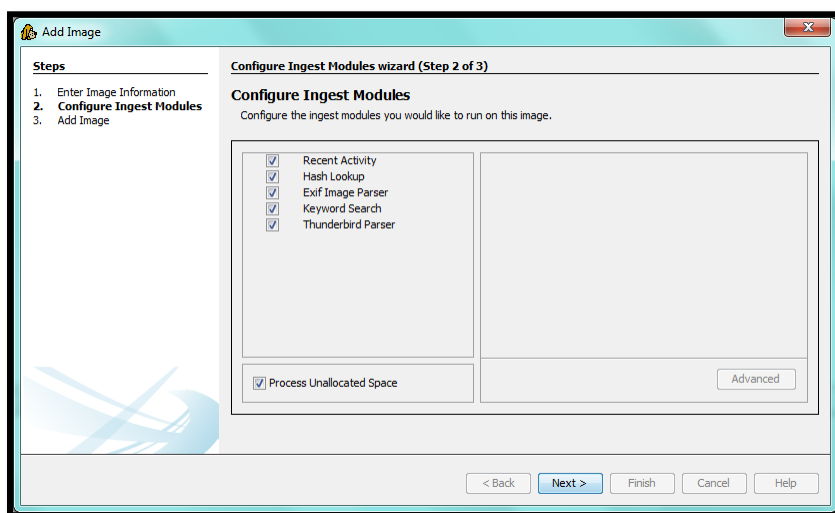 Add Image
Steps
1. Enter Image Information
2. Configure Ingest Modules
3. Add Image
Configure Ingest Modules wizard (Step 2 of 3)
Configure Ingest Modules
Configure the ingest modules you would like to run on this image.
Recent Activity
Hash Lookup
Exif Image Parser
Keyword Search
Thunderbird Parser
Process Unallocated Space
Advanced
< Back Next > Finish Cancel Help